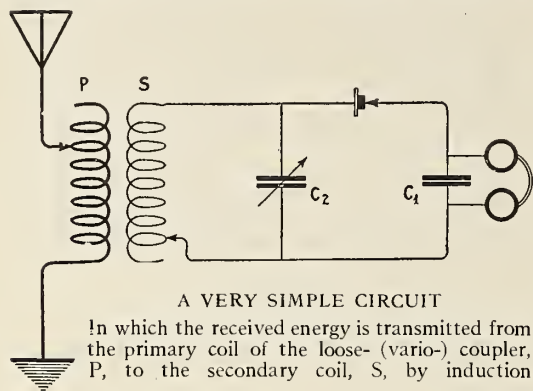 P S
C₂
C₁
A VERY SIMPLE CIRCUIT
In which the received energy is transmitted from
the primary coil of the loose- (vario-) coupler,
P, to the secondary coil, S, by induction